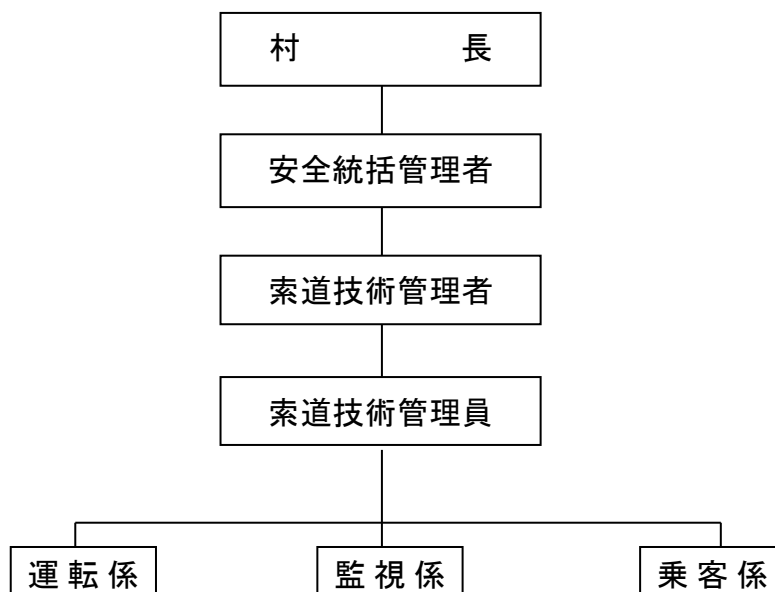 村　　　　長
安全統括管理者
索道技術管理者
索道技術管理員
運転係　監視係　乗客係